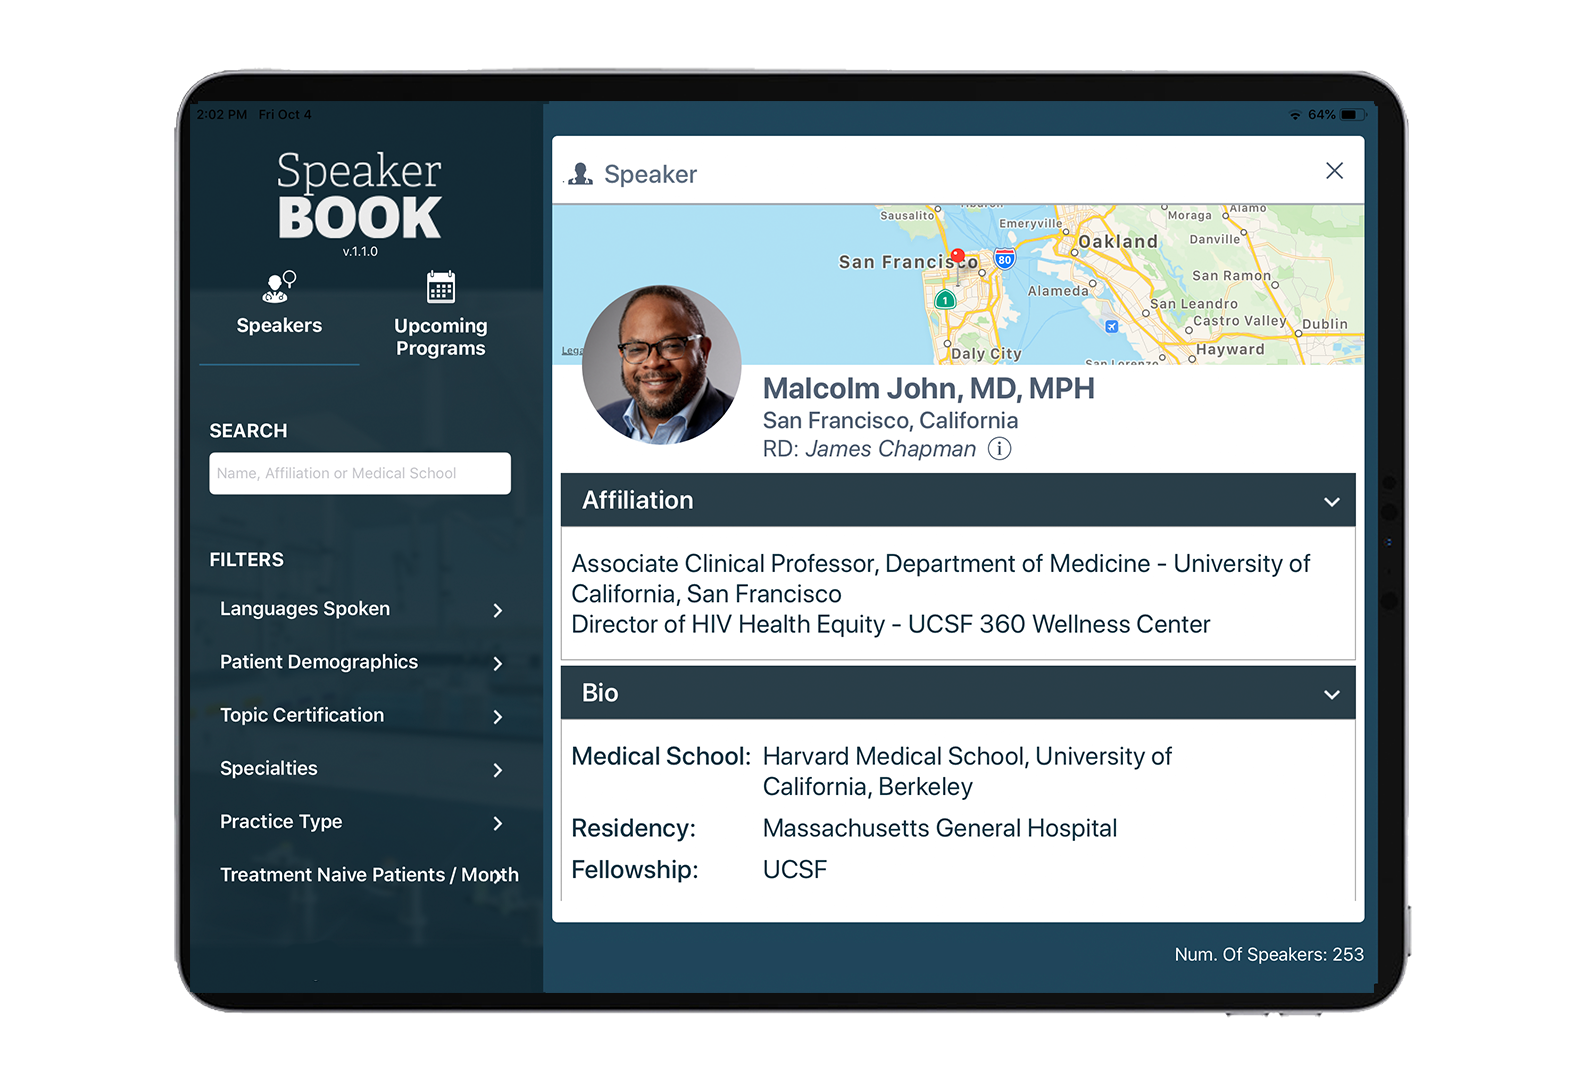 2:02 PM Fri Oct 4
64%
Speaker
BOOK
v.1.1.0
Speakers
Upcoming
Programs
SEARCH
Name, Affiliation or Medical School
FILTERS
Languages Spoken
Patient Demographics
Topic Certification
Specialties
Practice Type
Treatment Naive Patients / Month
Speaker
Sausalito
Emeryville
Moraga
Alamo
Oakland
Danville
San Francisco
80
San Ramon
Alameda
1
San Leandro
Castro Valley
Dublin
Hayward
Daly City
San Lorenzo
Malcolm John, MD, MPH
San Francisco, California
RD: James Chapman
Affiliation
Associate Clinical Professor, Department of Medicine - University of
California, San Francisco
Director of HIV Health Equity - UCSF 360 Wellness Center
Bio
Medical School: Harvard Medical School, University of
California, Berkeley
Residency: Massachusetts General Hospital
Fellowship: UCSF
Num. Of Speakers: 253